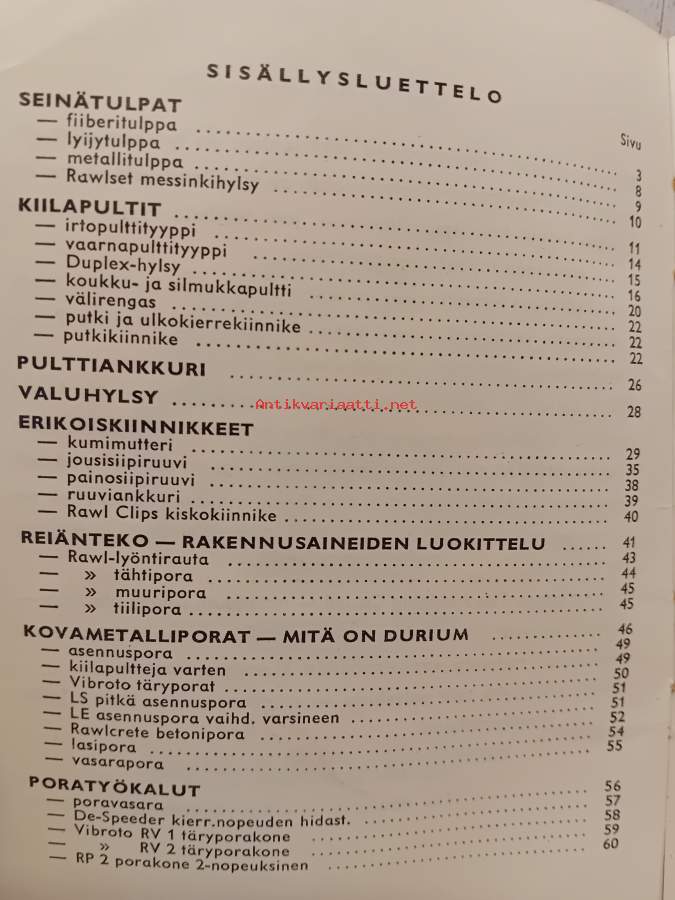 SISÄLLYSLUETTELO
Sivu
SEINÄTULPAT
— fiiberitulppa 3
— lyijytulppa 8
— metallitulppa 9
— Rawlset messinkihylsy 10
KIILAPULTIT 11
— irtopulttityyppi 14
— vaarnapulttityyppi 15
— Duplex-hylsy 16
— koukku- ja silmukkapultti 20
— välirengas 22
— putki ja ulkokierrekiinnike 22
— putkikiinnike 22
PULTTIANKKURI 26
VALUHYLSY 28
Antikvariaatti.net
ERIKOISKIINNIKKEET
— kumimutteri 29
— jousisiipiruuvi 35
— painosiipiruuvi 38
— ruuviankkuri 39
— Rawl Clips kiskokiinnike 40
REIÄNTEKO — RAKENNUSAINEIDEN LUOKITTELU 41
— Rawl-lyöntirauta 43
— » tähtipora 44
— » muuripora 45
— » tiilipora 45
KOVAMETALLIPORAT — MITÄ ON DURIUM 46
— asennuspora 49
— kiilapultteja varten 49
— Vibroto täryporat 50
— LS pitkä asennuspora 51
— LE asennuspora vaihd. varsineen 51
— Rawlcrete betonipora 52
— lasipora 54
— vasarapora 55
PORATYÖKALUT
— poravasara 56
— De-Speeder kierr.nopeuden hidast. 57
— Vibroto RV 1 täryporakone 58
— » RV 2 täryporakone 59
— RP 2 porakone 2-nopeuksinen 60